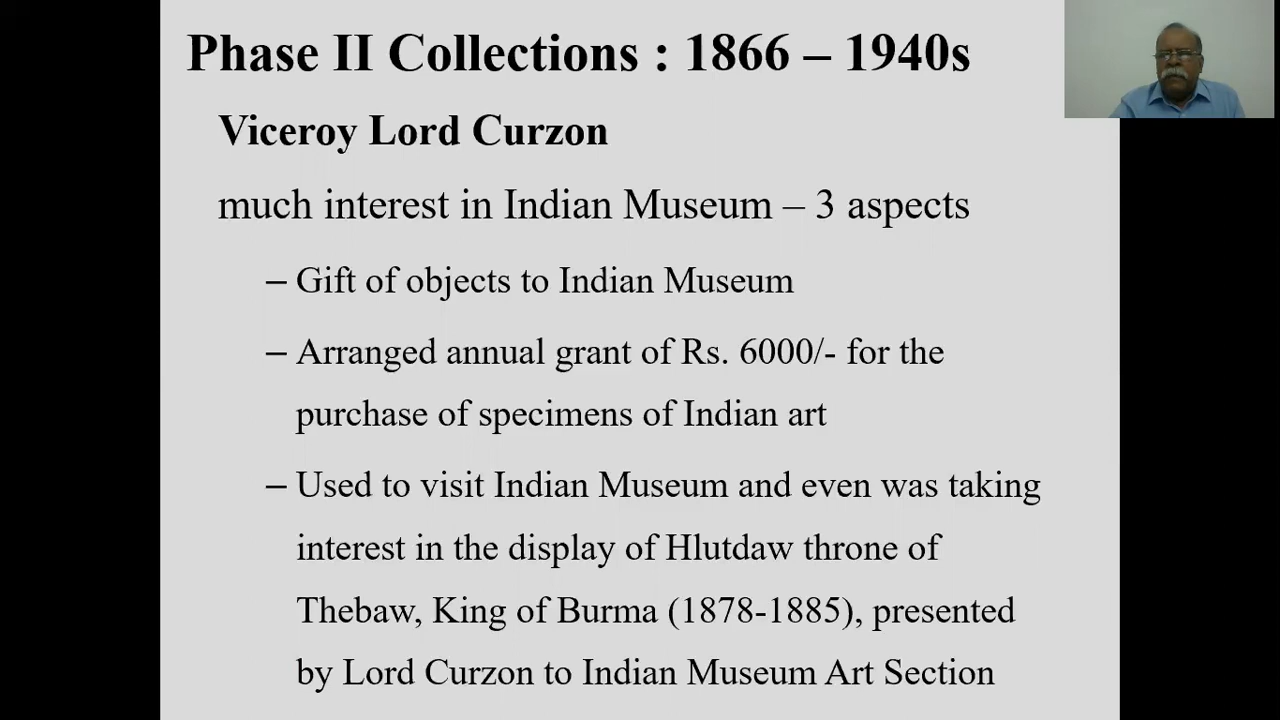 Phase II Collections : 1866 – 1940s
Viceroy Lord Curzon
much interest in Indian Museum – 3 aspects
– Gift of objects to Indian Museum
– Arranged annual grant of Rs. 6000/- for the
purchase of specimens of Indian art
– Used to visit Indian Museum and even was taking
interest in the display of Hlutdaw throne of
Thebaw, King of Burma (1878-1885), presented
by Lord Curzon to Indian Museum Art Section